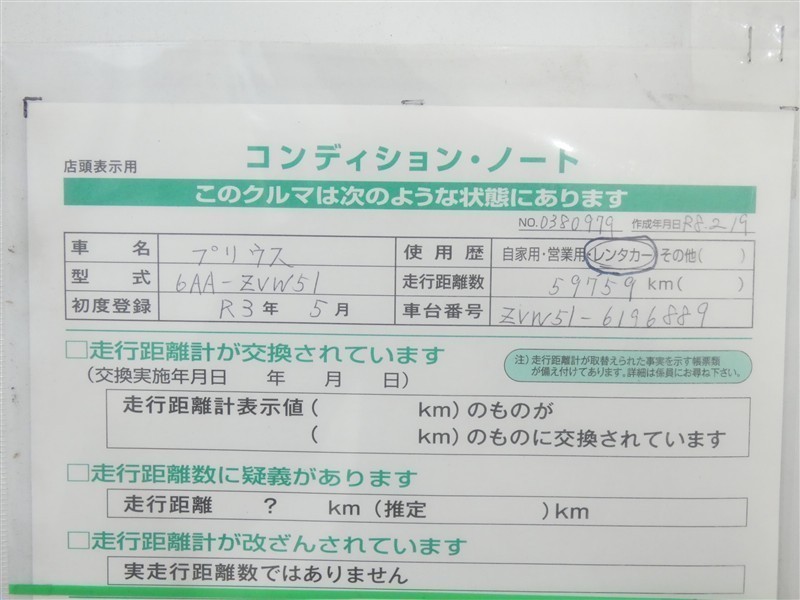 店頭表示用
コンディション・ノート
このクルマは次のような状態にあります
NO. 0380979 作成年月日 R8.2.19
車名 プリウス 使用歴 自家用・営業用・レンタカー・その他( )
型式 6AA-ZVW51 走行距離数 59759 km( )
初度登録 R3年 5月 車台番号 ZVW51-6196889
□走行距離計が交換されています
注)走行距離計が取替えられた事実を示す帳票類
が備え付けてあります。詳細は係員にお尋ね下さい。
(交換実施年月日 年 月 日)
走行距離計表示値( km)のものが
( km)のものに交換されています
□走行距離数に疑義があります
走行距離 ? km(推定 )km
□走行距離計が改ざんされています
実走行距離数ではありません